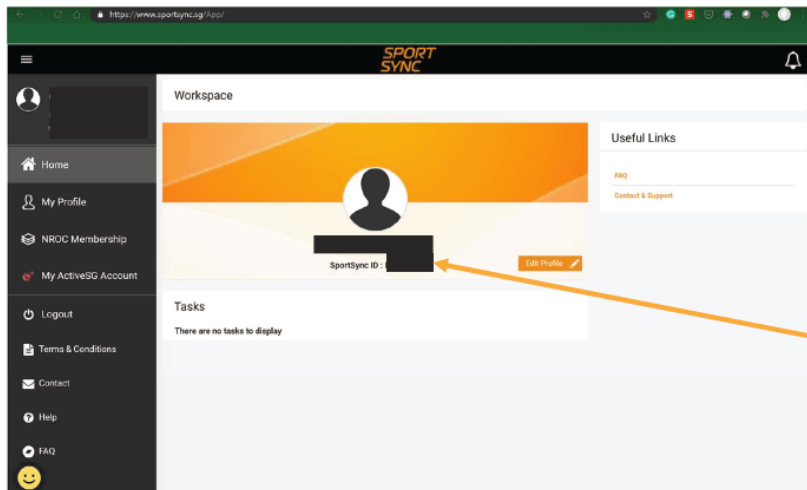 https://www.sportsync.sg/App/
SPORT
SYNC
Workspace
Useful Links
FAQ
Contact & Support
Home
My Profile
NROC Membership
My ActiveSG Account
SportSync ID :
Edit Profile
Tasks
There are no tasks to display
Logout
Terms & Conditions
Contact
Help
FAQ